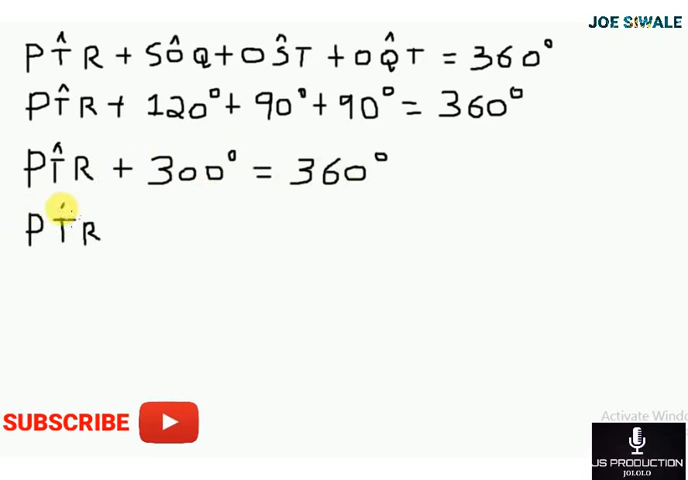 JOE SIWALE
PT̂R + SÔQ + OŜT + OQ̂T = 360°
PT̂R + 120° + 90° + 90° = 360°
PT̂R + 300° = 360°
PT̂R
SUBSCRIBE
Activate Windo
JS PRODUCTION
JOLOLO